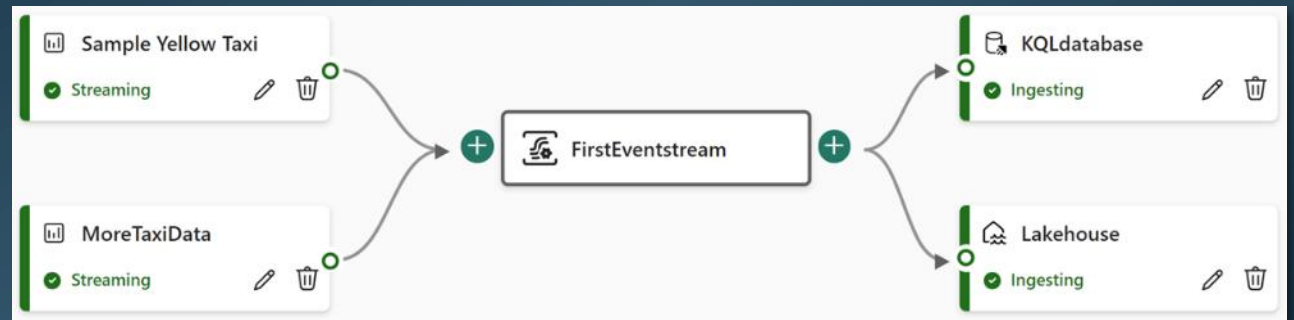 Sample Yellow Taxi
Streaming
MoreTaxiData
Streaming
FirstEventstream
KQLdatabase
Ingesting
Lakehouse
Ingesting